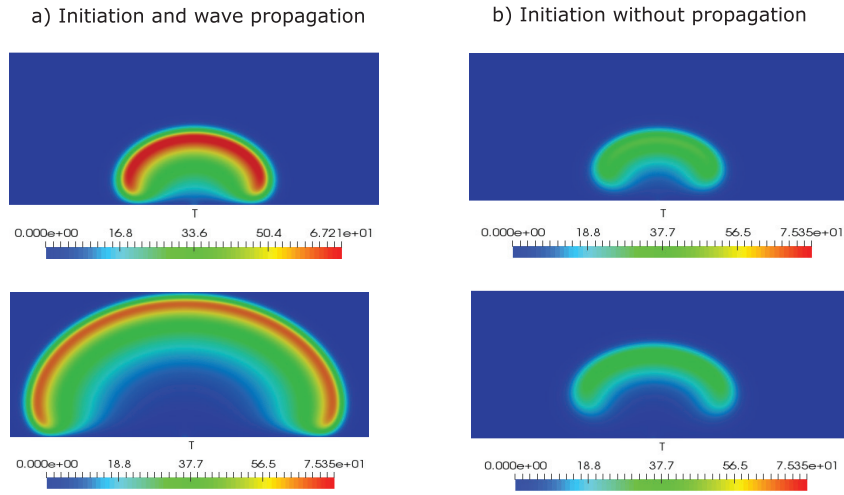 a) Initiation and wave propagation
b) Initiation without propagation
T
0.000e+00 16.8 33.6 50.4 6.721e+01
T
0.000e+00 18.8 37.7 56.5 7.535e+01
T
0.000e+00 18.8 37.7 56.5 7.535e+01
T
0.000e+00 18.8 37.7 56.5 7.535e+01